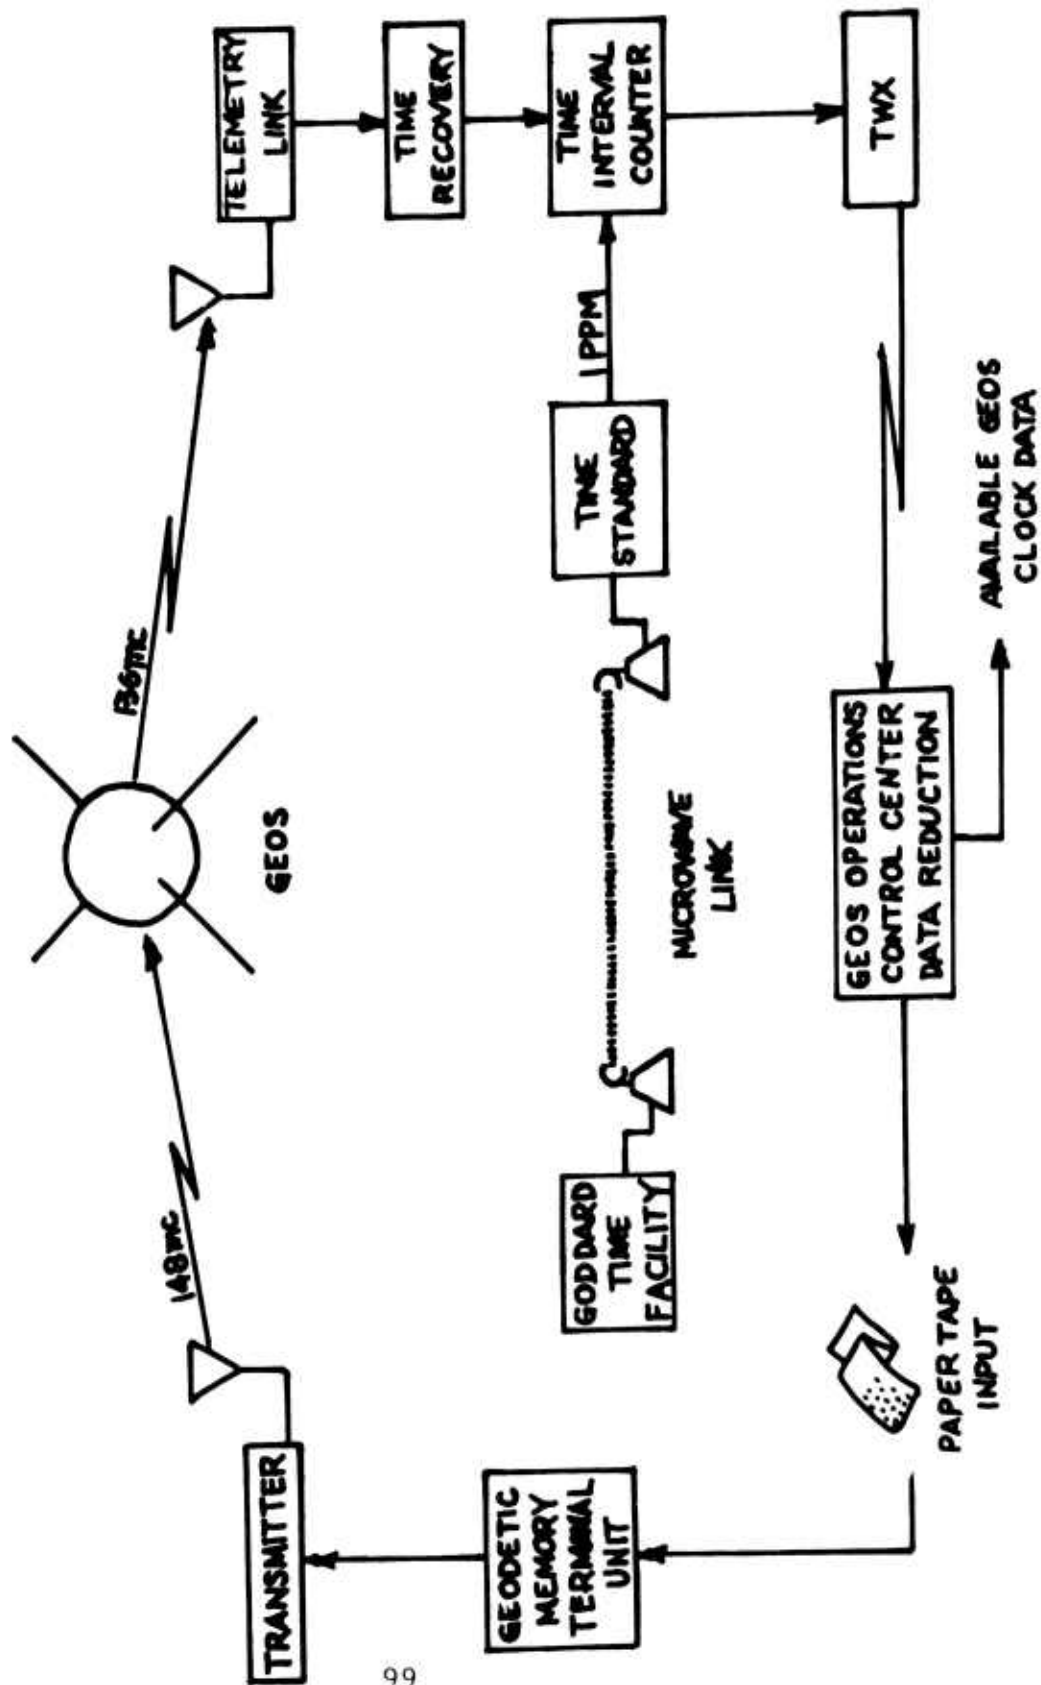 136mc
148mc
GEOS
TELEMETRY
LINK
TRANSMITTER
TIME
RECOVERY
GEODETIC
MEMORY
TERMINAL
UNIT
GODDARD
TIME
FACILITY
MICROWAVE
LINK
TIME
STANDARD
1PPM
TIME
INTERVAL
COUNTER
TWX
GEOS OPERATIONS
CONTROL CENTER
DATA REDUCTION
PAPER TAPE
INPUT
AVAILABLE GEOS
CLOCK DATA
99